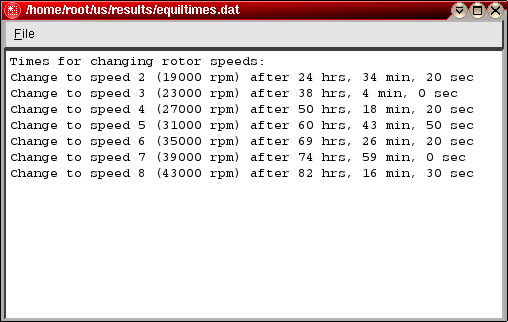 /home/root/us/results/equiltimes.dat
File
Times for changing rotor speeds:
Change to speed 2 (19000 rpm) after 24 hrs, 34 min, 20 sec
Change to speed 3 (23000 rpm) after 38 hrs, 4 min, 0 sec
Change to speed 4 (27000 rpm) after 50 hrs, 18 min, 20 sec
Change to speed 5 (31000 rpm) after 60 hrs, 43 min, 50 sec
Change to speed 6 (35000 rpm) after 69 hrs, 26 min, 20 sec
Change to speed 7 (39000 rpm) after 74 hrs, 59 min, 0 sec
Change to speed 8 (43000 rpm) after 82 hrs, 16 min, 30 sec